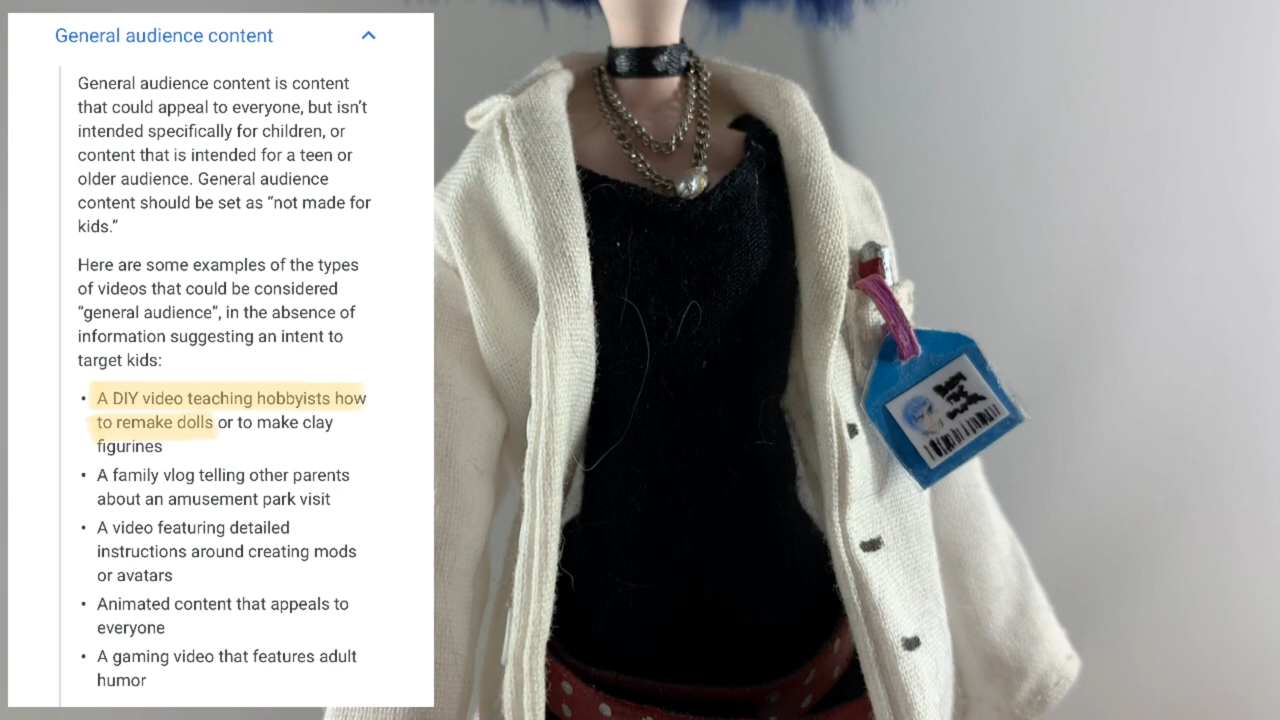 General audience content
General audience content is content
that could appeal to everyone, but isn’t
intended specifically for children, or
content that is intended for a teen or
older audience. General audience
content should be set as “not made for
kids.”
Here are some examples of the types
of videos that could be considered
“general audience”, in the absence of
information suggesting an intent to
target kids:
• A DIY video teaching hobbyists how
to remake dolls or to make clay
figurines
• A family vlog telling other parents
about an amusement park visit
• A video featuring detailed
instructions around creating mods
or avatars
• Animated content that appeals to
everyone
• A gaming video that features adult
humor